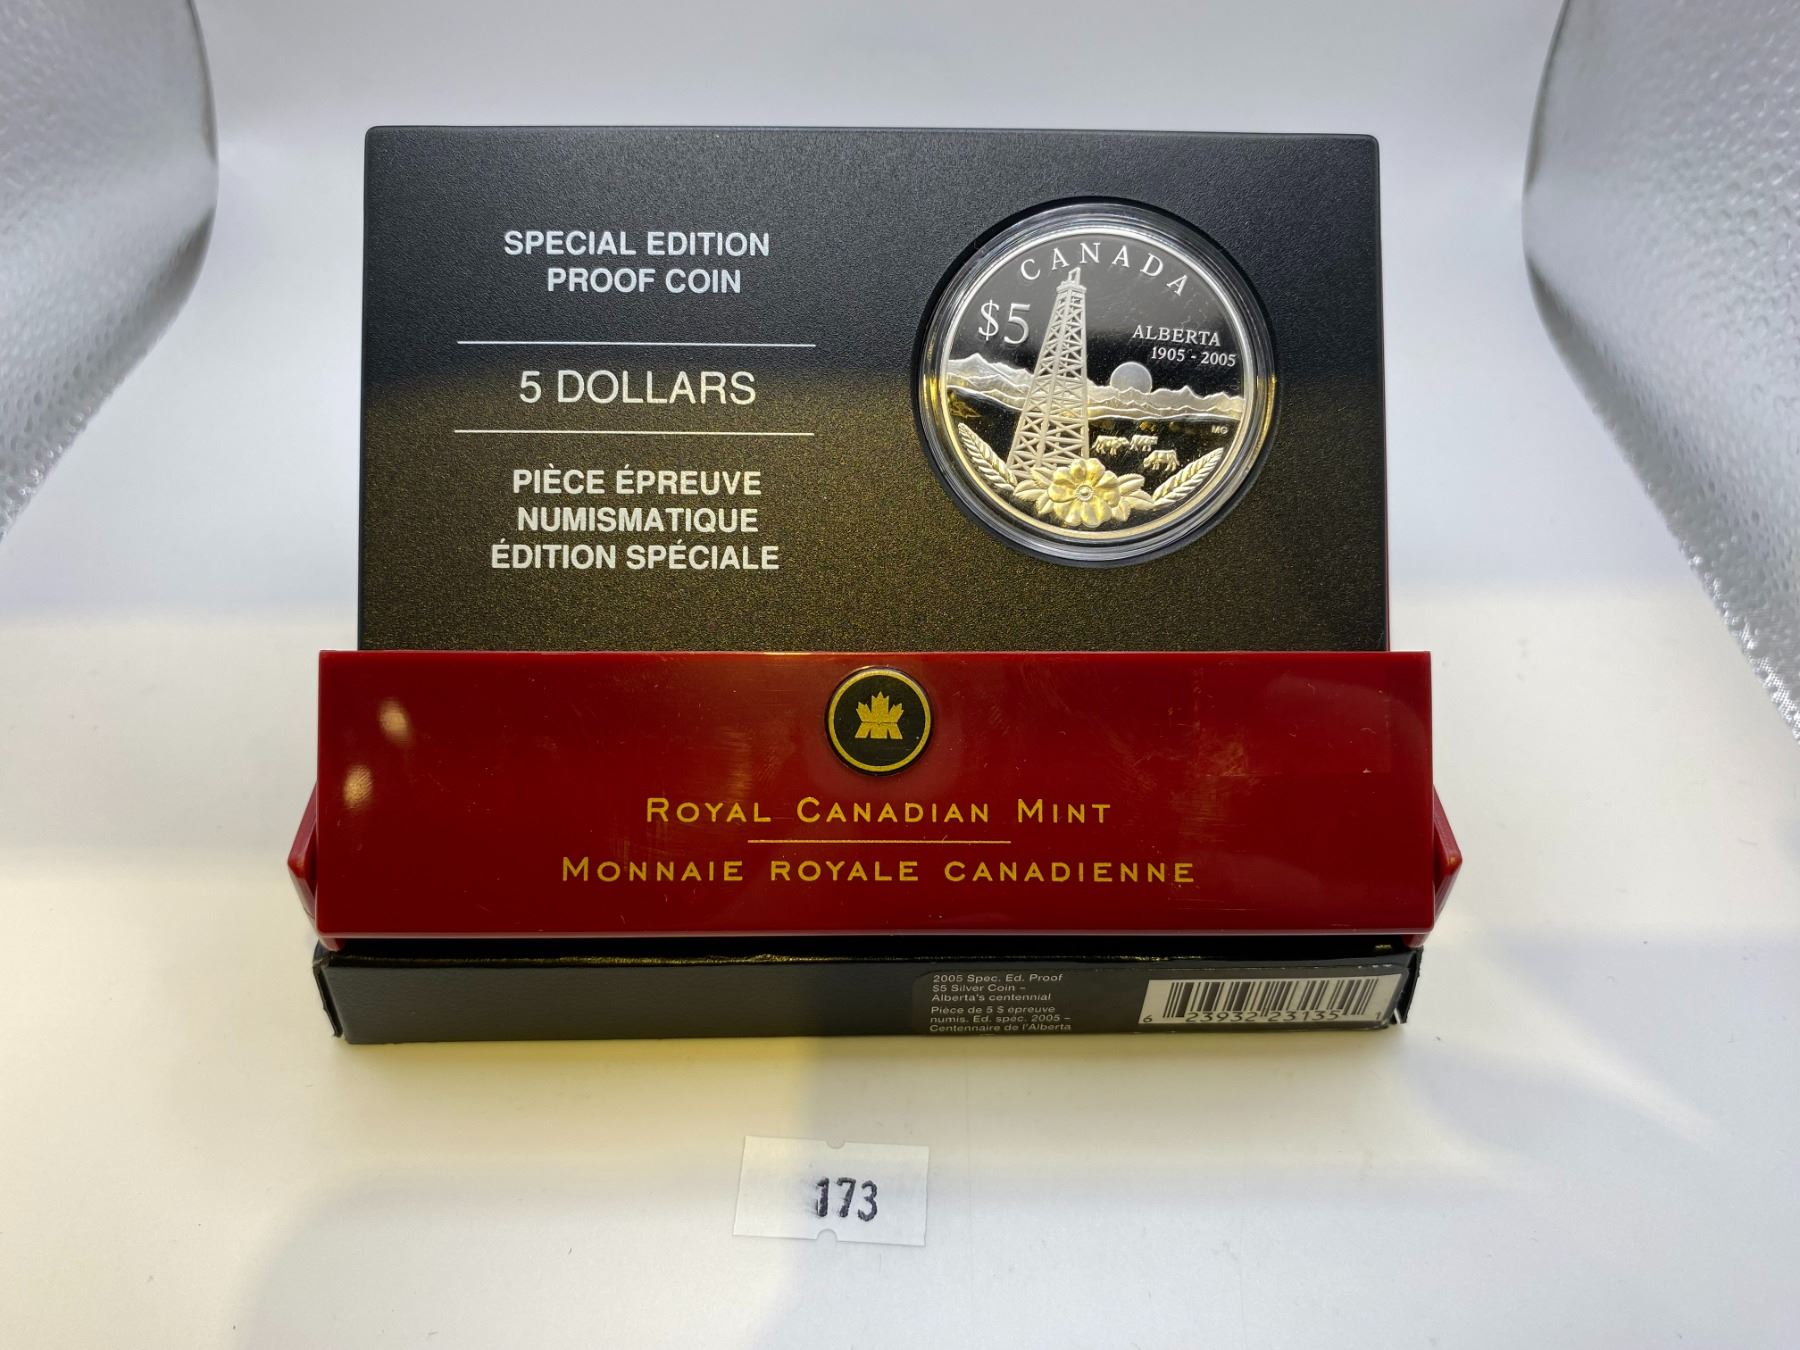 SPECIAL EDITION
PROOF COIN
5 DOLLARS
PIÈCE ÉPREUVE
NUMISMATIQUE
ÉDITION SPÉCIALE
CANADA
$5
ALBERTA
1905 - 2005
MG
ROYAL CANADIAN MINT
MONNAIE ROYALE CANADIENNE
2005 Spec. Ed. Proof
$5 Silver Coin –
Alberta's centennial
Pièce de 5 $ épreuve
numis. Éd. spéc. 2005 –
Centennaire de l'Alberta
6 23932 23135 1
173